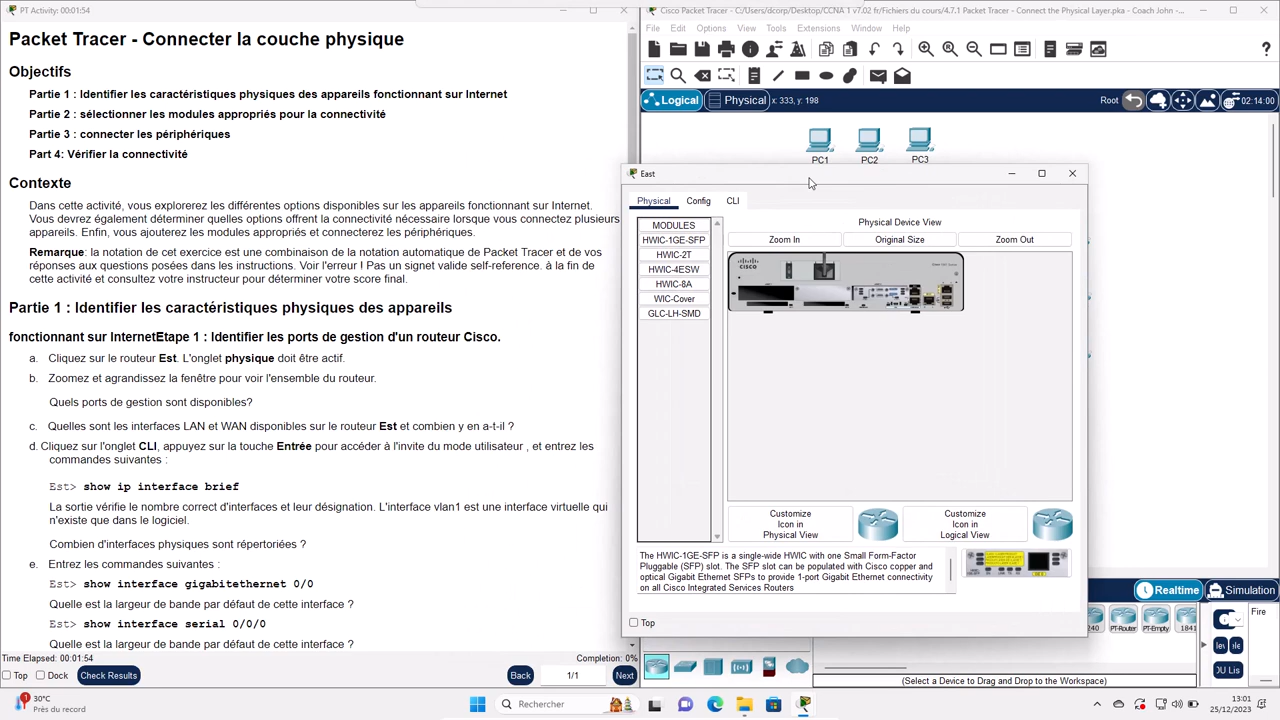 PT Activity: 00:01:54
Packet Tracer - Connecter la couche physique
Objectifs
Partie 1 : Identifier les caractéristiques physiques des appareils fonctionnant sur Internet
Partie 2 : sélectionner les modules appropriés pour la connectivité
Partie 3 : connecter les périphériques
Part 4: Vérifier la connectivité
Contexte
Dans cette activité, vous explorerez les différentes options disponibles sur les appareils fonctionnant sur Internet.
Vous devrez également déterminer quelles options offrent la connectivité nécessaire lorsque vous connectez plusieurs
appareils. Enfin, vous ajouterez les modules appropriés et connecterez les périphériques.
Remarque: la notation de cet exercice est une combinaison de la notation automatique de Packet Tracer et de vos
réponses aux questions posées dans les instructions. Voir l'erreur ! Pas un signet valide self-reference. à la fin de
cette activité et consultez votre instructeur pour déterminer votre score final.
Partie 1 : Identifier les caractéristiques physiques des appareils
fonctionnant sur InternetEtape 1 : Identifier les ports de gestion d'un routeur Cisco.
a. Cliquez sur le routeur Est. L'onglet physique doit être actif.
b. Zoomez et agrandissez la fenêtre pour voir l'ensemble du routeur.
Quels ports de gestion sont disponibles?
c. Quelles sont les interfaces LAN et WAN disponibles sur le routeur Est et combien y en a-t-il ?
d. Cliquez sur l'onglet CLI, appuyez sur la touche Entrée pour accéder à l'invite du mode utilisateur , et entrez les
commandes suivantes :
Est> show ip interface brief
La sortie vérifie le nombre correct d'interfaces et leur désignation. L'interface vlan1 est une interface virtuelle qui
n'existe que dans le logiciel.
Combien d'interfaces physiques sont répertoriées ?
e. Entrez les commandes suivantes :
Est> show interface gigabitethernet 0/0
Quelle est la largeur de bande par défaut de cette interface ?
Est> show interface serial 0/0/0
Quelle est la largeur de bande par défaut de cette interface ?
Time Elapsed: 00:01:54
Completion: 0%
Top
Dock
Check Results
Back
1/1
Next
Cisco Packet Tracer - C:/Users/dcorp/Desktop/CCNA 1 v7.02 fr/Fichiers du cours/4.7.1 Packet Tracer - Connect the Physical Layer.pka - Coach John -
File Edit Options View Tools Extensions Window Help
Logical
Physical
x: 333, y: 198
Root
02:14:00
PC1
PC2
PC3
East
Physical
Config
CLI
MODULES
HWIC-1GE-SFP
HWIC-2T
HWIC-4ESW
HWIC-8A
WIC-Cover
GLC-LH-SMD
Physical Device View
Zoom In
Original Size
Zoom Out
CISCO
Customize
Icon in
Physical View
Customize
Icon in
Logical View
The HWIC-1GE-SFP is a single-wide HWIC with one Small Form-Factor
Pluggable (SFP) slot. The SFP slot can be populated with Cisco copper and
optical Gigabit Ethernet SFPs to provide 1-port Gigabit Ethernet connectivity
on all Cisco Integrated Services Routers
Top
Realtime
Simulation
240
PT-Router
PT-Empty
1841
Fire
(Select a Device to Drag and Drop to the Workspace)
30°C
Près du record
Rechercher
13:01
25/12/2023